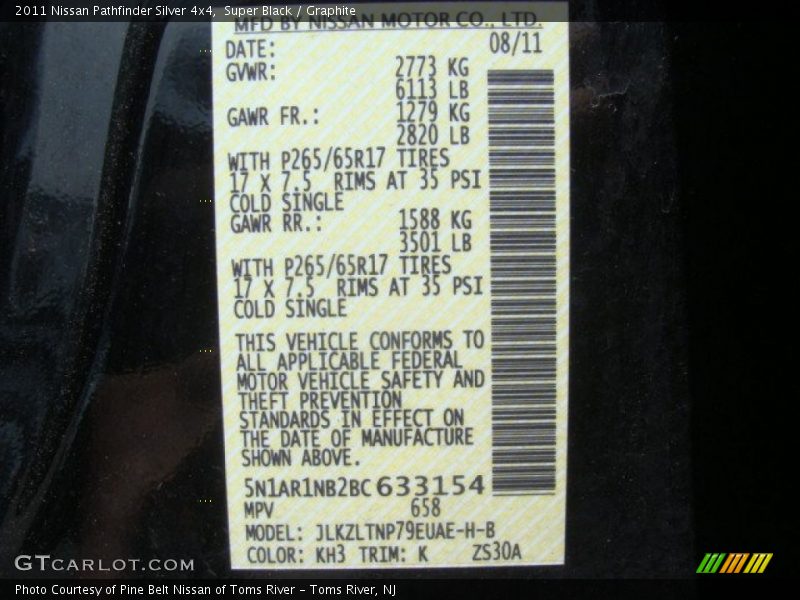 2011 Nissan Pathfinder Silver 4x4, Super Black / Graphite
MFD BY NISSAN MOTOR CO., LTD.
DATE: 08/11
GVWR: 2773 KG
6113 LB
GAWR FR.: 1279 KG
2820 LB
WITH P265/65R17 TIRES
17 X 7.5 RIMS AT 35 PSI
COLD SINGLE
GAWR RR.: 1588 KG
3501 LB
WITH P265/65R17 TIRES
17 X 7.5 RIMS AT 35 PSI
COLD SINGLE
THIS VEHICLE CONFORMS TO
ALL APPLICABLE FEDERAL
MOTOR VEHICLE SAFETY AND
THEFT PREVENTION
STANDARDS IN EFFECT ON
THE DATE OF MANUFACTURE
SHOWN ABOVE.
5N1AR1NB2BC633154
MPV 658
MODEL: JLKZLTNP79EUAE-H-B
COLOR: KH3 TRIM: K ZS30A
GTCARLOT.COM
Photo Courtesy of Pine Belt Nissan of Toms River - Toms River, NJ